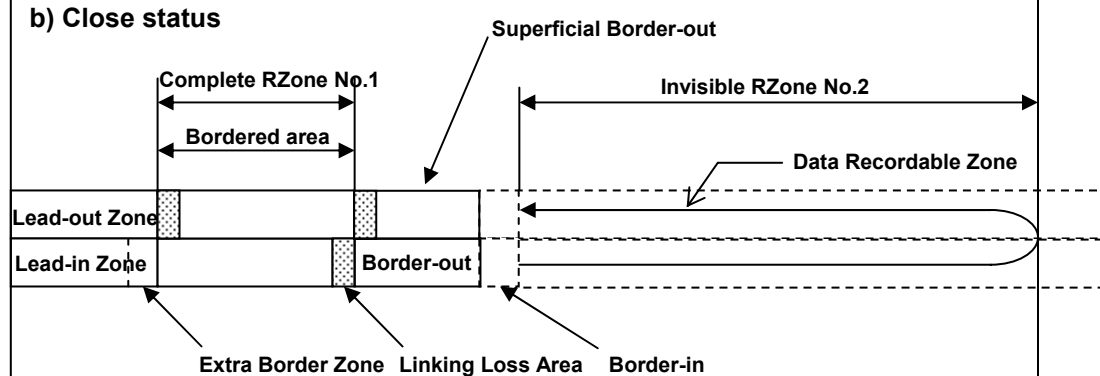 b) Close status
Superficial Border-out
Complete RZone No.1
Invisible RZone No.2
Bordered area
Data Recordable Zone
Lead-out Zone
Lead-in Zone
Border-out
Extra Border Zone
Linking Loss Area
Border-in